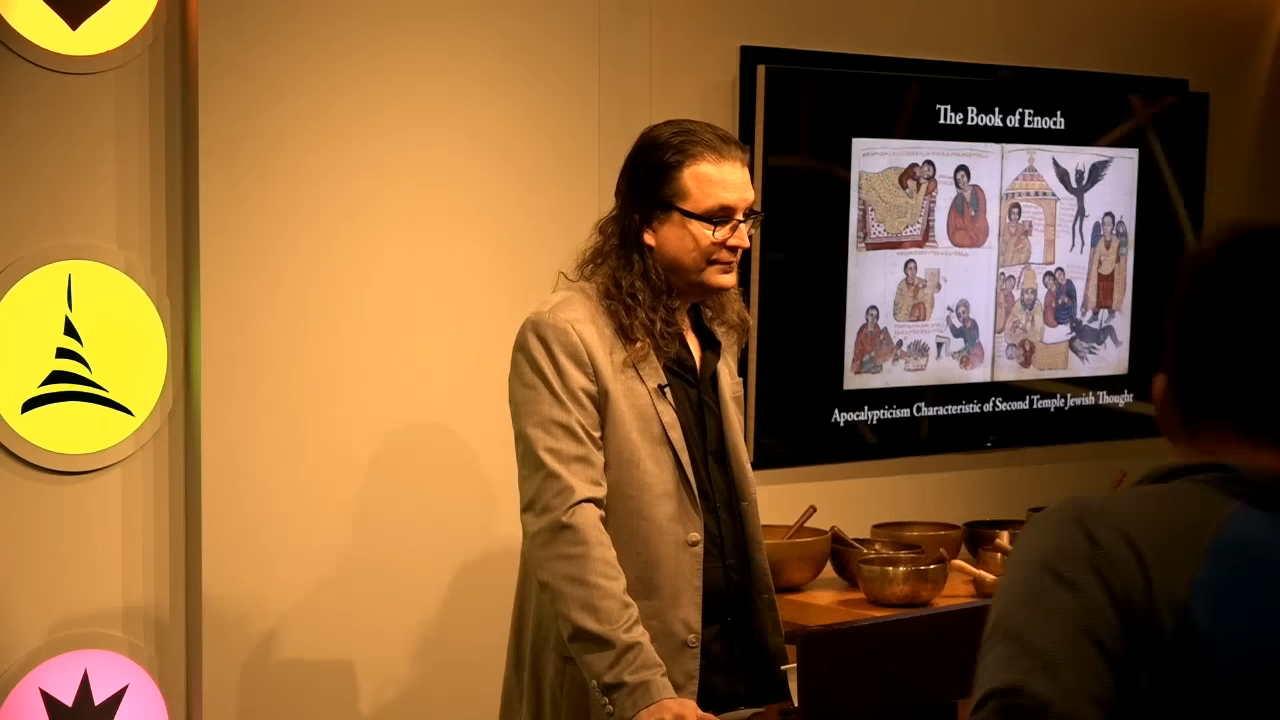 The Book of Enoch
Apocalypticism Characteristic of Second Temple Jewish Thought